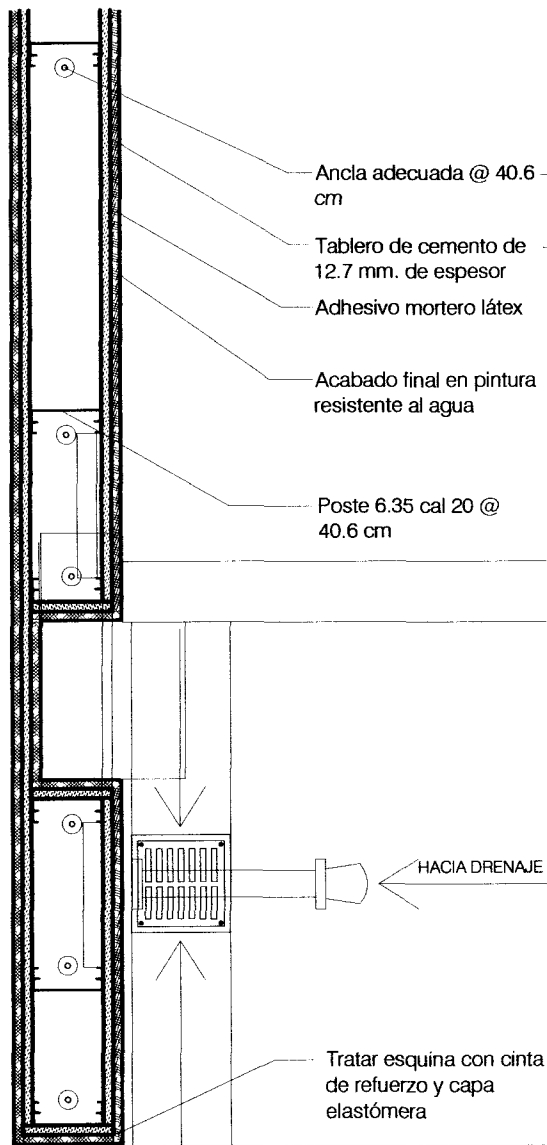 Ancla adecuada @ 40.6
cm
Tablero de cemento de
12.7 mm. de espesor
Adhesivo mortero látex
Acabado final en pintura
resistente al agua
Poste 6.35 cal 20 @
40.6 cm
HACIA DRENAJE
Tratar esquina con cinta
de refuerzo y capa
elastómera